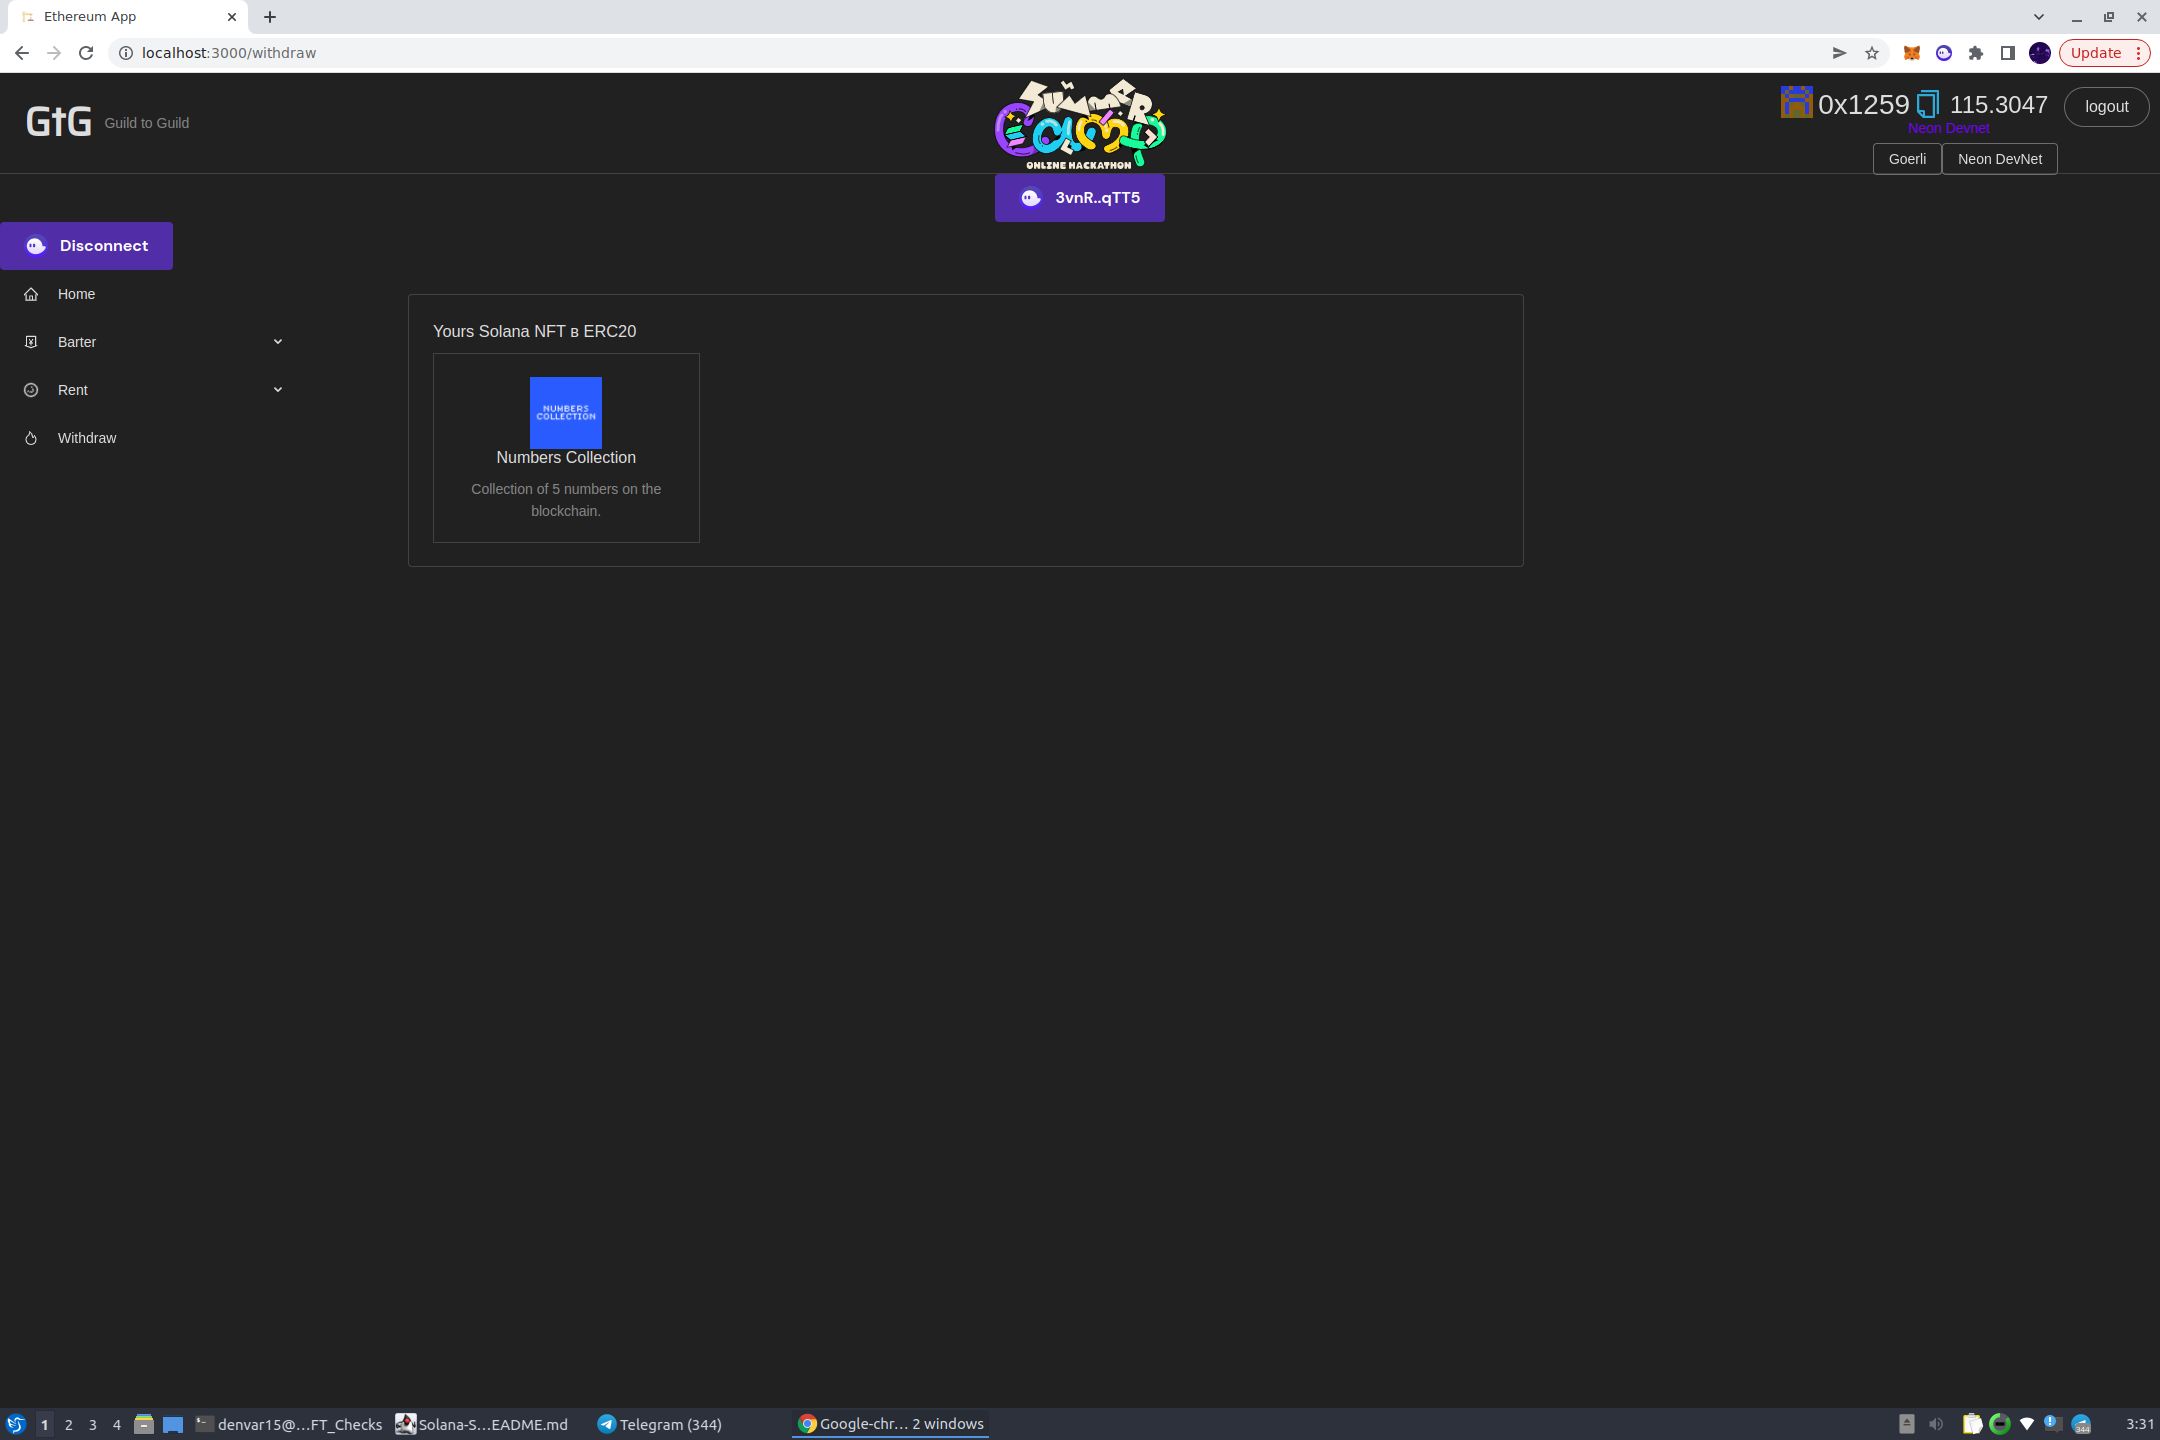 Ethereum App
localhost:3000/withdraw
Update
GtG Guild to Guild
SUMMER
CAMP
ONLINE HACKATHON
0x1259 115.3047 logout
Neon Devnet
Goerli Neon DevNet
3vnR..qTT5
Disconnect
Home
Barter
Rent
Withdraw
Yours Solana NFT в ERC20
NUMBERS
COLLECTION
Numbers Collection
Collection of 5 numbers on the
blockchain.
1 2 3 4 denvar15@...FT_Checks Solana-S...EADME.md Telegram (344) Google-chr... 2 windows 344 3:31